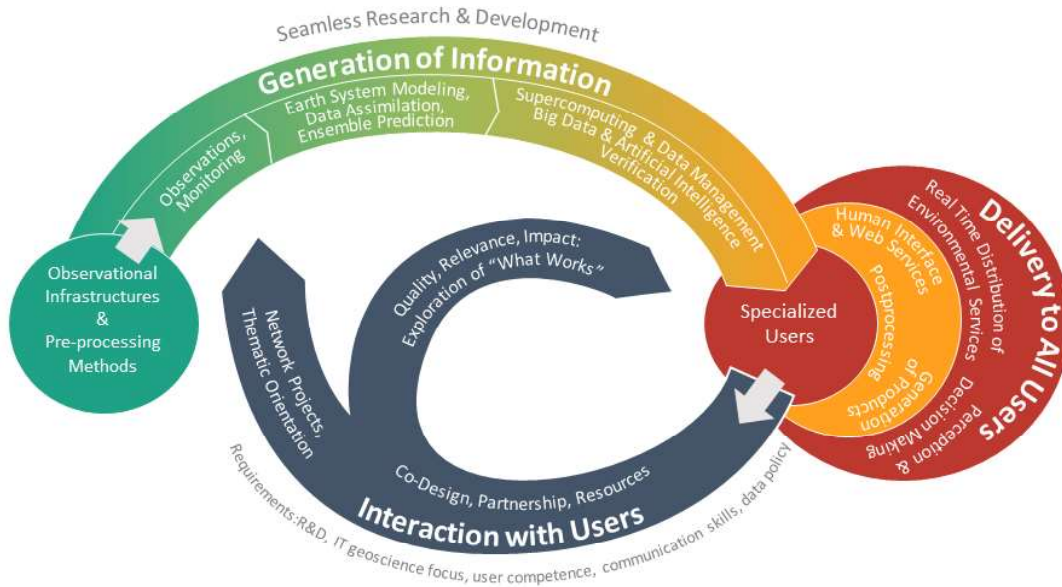 Seamless Research & Development
Generation of Information
Observations,
Monitoring
Earth System Modeling,
Data Assimilation,
Ensemble Prediction
Supercomputing & Data Management
Big Data & Artificial Intelligence
Verification
Observational
Infrastructures
&
Pre-processing
Methods
Quality, Relevance, Impact:
Exploration of “What Works”
Network Projects,
Thematic Orientation
Specialized
Users
Human Interface
& Web Services
Postprocessing
Generation
of Products
Real Time Distribution of
Environmental Services
Perception &
Decision Making
Delivery to All Users
Co-Design, Partnership, Resources
Interaction with Users
Requirements:R&D, IT geoscience focus, user competence, communication skills, data policy